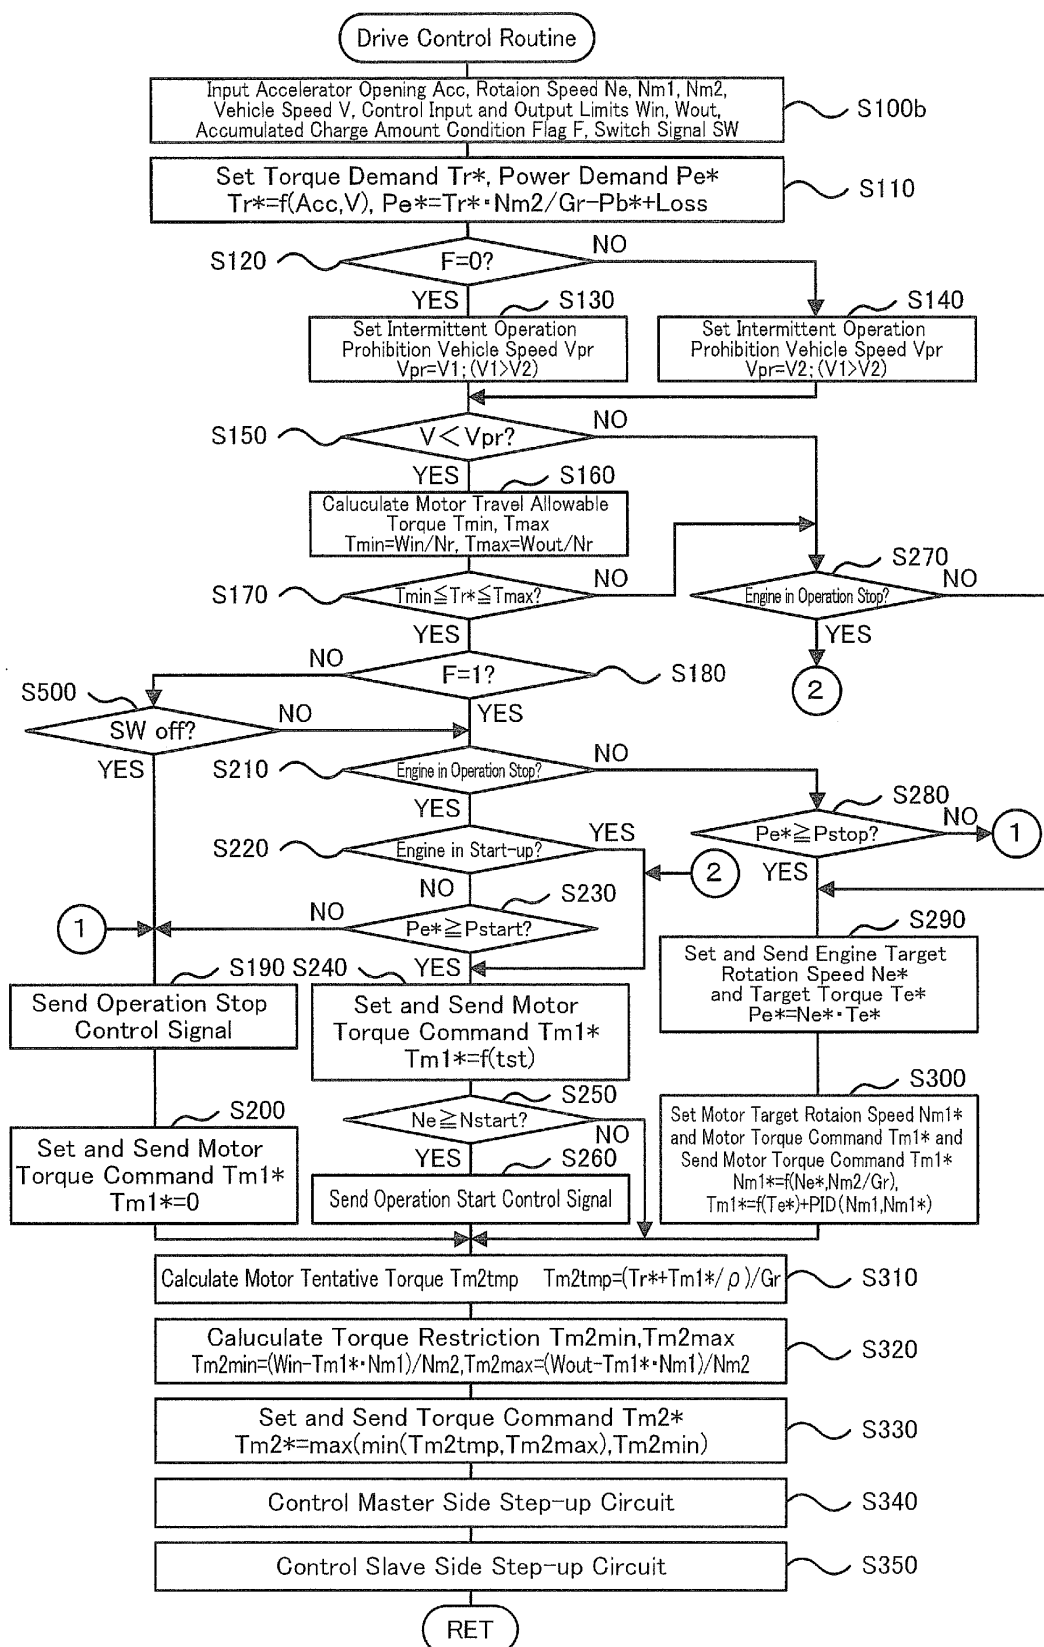 Drive Control Routine
Input Accelerator Opening Acc, Rotaion Speed Ne, Nm1, Nm2,
Vehicle Speed V, Control Input and Output Limits Win, Wout,
Accumulated Charge Amount Condition Flag F, Switch Signal SW
S100b
Set Torque Demand Tr*, Power Demand Pe*
Tr*=f(Acc,V), Pe*=Tr*・Nm2/Gr-Pb*+Loss
S110
S120
F=0?
NO
YES
S130
Set Intermittent Operation
Prohibition Vehicle Speed Vpr
Vpr=V1; (V1>V2)
S140
Set Intermittent Operation
Prohibition Vehicle Speed Vpr
Vpr=V2; (V1>V2)
S150
V<Vpr?
NO
YES
S160
Caluculate Motor Travel Allowable
Torque Tmin, Tmax
Tmin=Win/Nr, Tmax=Wout/Nr
S170
Tmin≦Tr*≦Tmax?
NO
YES
S270
Engine in Operation Stop?
NO
YES
2
NO
F=1?
S180
YES
S500
SW off?
NO
YES
S210
Engine in Operation Stop?
NO
YES
S280
Pe*≧Pstop?
NO
1
YES
S220
Engine in Start-up?
YES
NO
2
S230
Pe*≧Pstart?
NO
YES
1
S190
Send Operation Stop
Control Signal
S240
Set and Send Motor
Torque Command Tm1*
Tm1*=f(tst)
S290
Set and Send Engine Target
Rotation Speed Ne*
and Target Torque Te*
Pe*=Ne*・Te*
S200
Set and Send Motor
Torque Command Tm1*
Tm1*=0
S250
Ne≧Nstart?
NO
YES
S260
Send Operation Start Control Signal
S300
Set Motor Target Rotaion Speed Nm1*
and Motor Torque Command Tm1* and
Send Motor Torque Command Tm1*
Nm1*=f(Ne*,Nm2/Gr),
Tm1*=f(Te*)+PID(Nm1,Nm1*)
Calculate Motor Tentative Torque Tm2tmp Tm2tmp=(Tr*+Tm1*/ρ)/Gr
S310
Caluculate Torque Restriction Tm2min,Tm2max
Tm2min=(Win-Tm1*・Nm1)/Nm2,Tm2max=(Wout-Tm1*・Nm1)/Nm2
S320
Set and Send Torque Command Tm2*
Tm2*=max(min(Tm2tmp,Tm2max),Tm2min)
S330
Control Master Side Step-up Circuit
S340
Control Slave Side Step-up Circuit
S350
RET